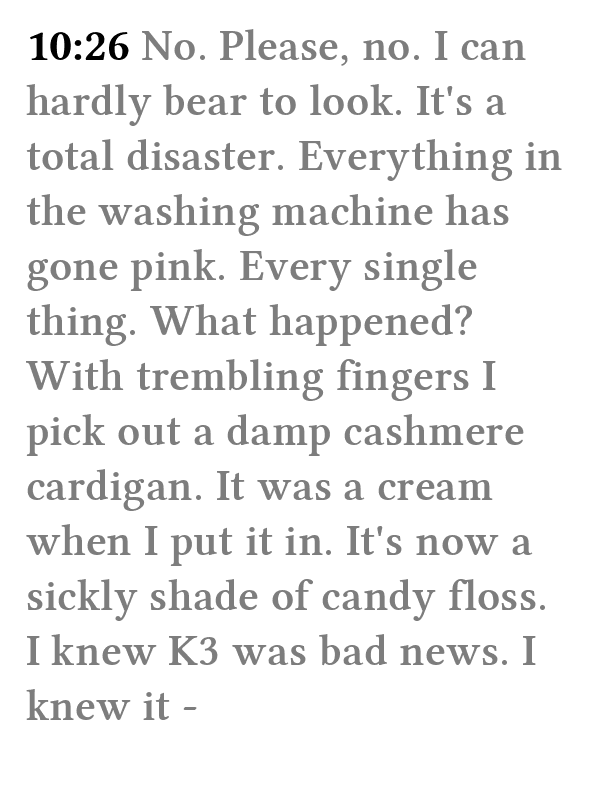 10:26 No. Please, no. I can
hardly bear to look. It's a
total disaster. Everything in
the washing machine has
gone pink. Every single
thing. What happened?
With trembling fingers I
pick out a damp cashmere
cardigan. It was a cream
when I put it in. It's now a
sickly shade of candy floss.
I knew K3 was bad news. I
knew it -